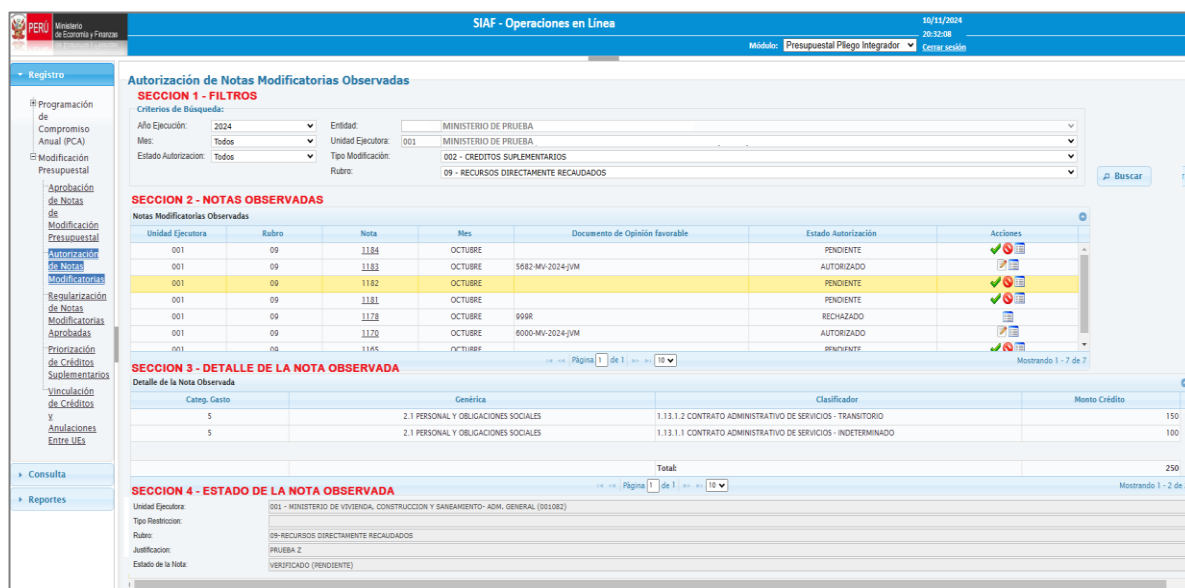 PERÚ Ministerio de Economía y Finanzas
SIAF - Operaciones en Línea
10/11/2024
20:32:08
Módulo: Presupuestal Pliego Integrador
Cerrar sesión
Registro
Programación de Compromiso Anual (PCA)
Modificación Presupuestal
Aprobación de Notas de Modificación Presupuestal
Autorización de Notas Modificatorias
Regularización de Notas Modificatorias Aprobadas
Priorización de Créditos Suplementarios
Vinculación de Créditos y Anulaciones Entre UEs
Consulta
Reportes
Autorización de Notas Modificatorias Observadas
SECCION 1 - FILTROS
Criterios de Búsqueda:
Año Ejecución: 2024 Entidad: MINISTERIO DE PRUEBA
Mes: Todos Unidad Ejecutora: 001 MINISTERIO DE PRUEBA
Estado Autorizacion: Todos Tipo Modificación: 002 - CREDITOS SUPLEMENTARIOS
Rubro: 09 - RECURSOS DIRECTAMENTE RECAUDADOS
Buscar
SECCION 2 - NOTAS OBSERVADAS
Notas Modificatorias Observadas
Unidad Ejecutora Rubro Nota Mes Documento de Opinión favorable Estado Autorización Acciones
001 09 1184 OCTUBRE PENDIENTE
001 09 1183 OCTUBRE 5682-MV-2024-JVM AUTORIZADO
001 09 1182 OCTUBRE PENDIENTE
001 09 1181 OCTUBRE PENDIENTE
001 09 1178 OCTUBRE 999R RECHAZADO
001 09 1170 OCTUBRE 6000-MV-2024-JVM AUTORIZADO
001 09 1165 OCTUBRE PENDIENTE
Página 1 de 1 10 Mostrando 1 - 7 de 7
SECCION 3 - DETALLE DE LA NOTA OBSERVADA
Detalle de la Nota Observada
Categ. Gasto Genérica Clasificador Monto Crédito
5 2.1 PERSONAL Y OBLIGACIONES SOCIALES 1.13.1.2 CONTRATO ADMINISTRATIVO DE SERVICIOS - TRANSITORIO 150
5 2.1 PERSONAL Y OBLIGACIONES SOCIALES 1.13.1.1 CONTRATO ADMINISTRATIVO DE SERVICIOS - INDETERMINADO 100
Total: 250
Página 1 de 1 10 Mostrando 1 - 2 de
SECCION 4 - ESTADO DE LA NOTA OBSERVADA
Unidad Ejecutora: 001 - MINISTERIO DE VIVIENDA, CONSTRUCCION Y SANEAMIENTO- ADM. GENERAL (001082)
Tipo Restriccion:
Rubro: 09-RECURSOS DIRECTAMENTE RECAUDADOS
Justificacion: PRUEBA Z
Estado de la Nota: VERIFICADO (PENDIENTE)